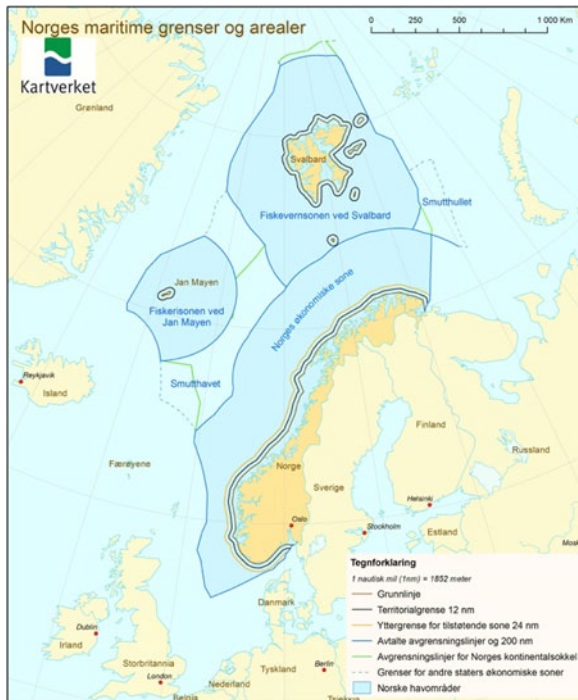 Norges maritime grenser og arealer
0 250 500 1 000 Km
Kartverket
Grønland
Svalbard
Smutthullet
Fiskevernsonen ved Svalbard
Jan Mayen
Fiskerisonen ved
Jan Mayen
Norges økonomiske sone
Smutthavet
Reykjavik
Island
Finland
Færøyene
Russland
Norge
Sverige
Helsinki
Oslo
Stockholm
Estland
Tegnforklaring
1 nautisk mil (1nm) = 1852 meter
Grunnlinje
Territorialgrense 12 nm
Yttergrense for tilstøtende sone 24 nm
Avtalte avgrensningslinjer og 200 nm
Avgrensningslinjer for Norges kontinentalsokkel
Grenser for andre staters økonomiske soner
Norske havområder
Danmark
Dublin
Irland
Storbritannia
London
Nederland
Tyskland
Berlin